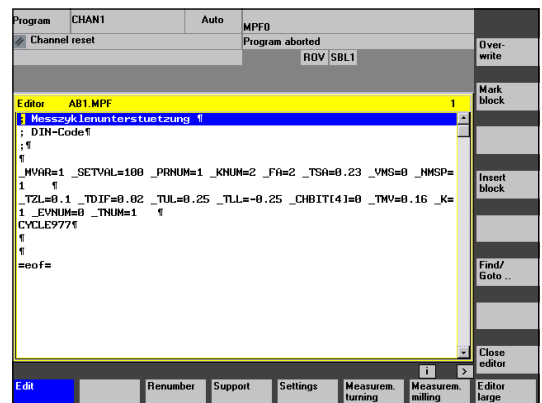 Program CHAN1 Auto MPF0
Channel reset Program aborted
ROV SBL1
Over-
write
Mark
block
Editor AB1.MPF 1
; Messzyklenunterstuetzung ¶
; DIN-Code¶
;¶
¶
_MVAR=1 _SETVAL=100 _PRNUM=1 _KNUM=2 _FA=2 _TSA=0.23 _VMS=0 _NMSP=
1 ¶
_TZL=0.1 _TDIF=0.02 _TUL=0.25 _TLL=-0.25 _CHBIT[4]=0 _TMV=0.16 _K=
1 _EVNUM=0 _TNUM=1 ¶
CYCLE977¶
¶
¶
=eof=
Insert
block
Find/
Goto ..
Close
editor
i >
Edit Renumber Support Settings Measurem. turning Measurem. milling Editor large